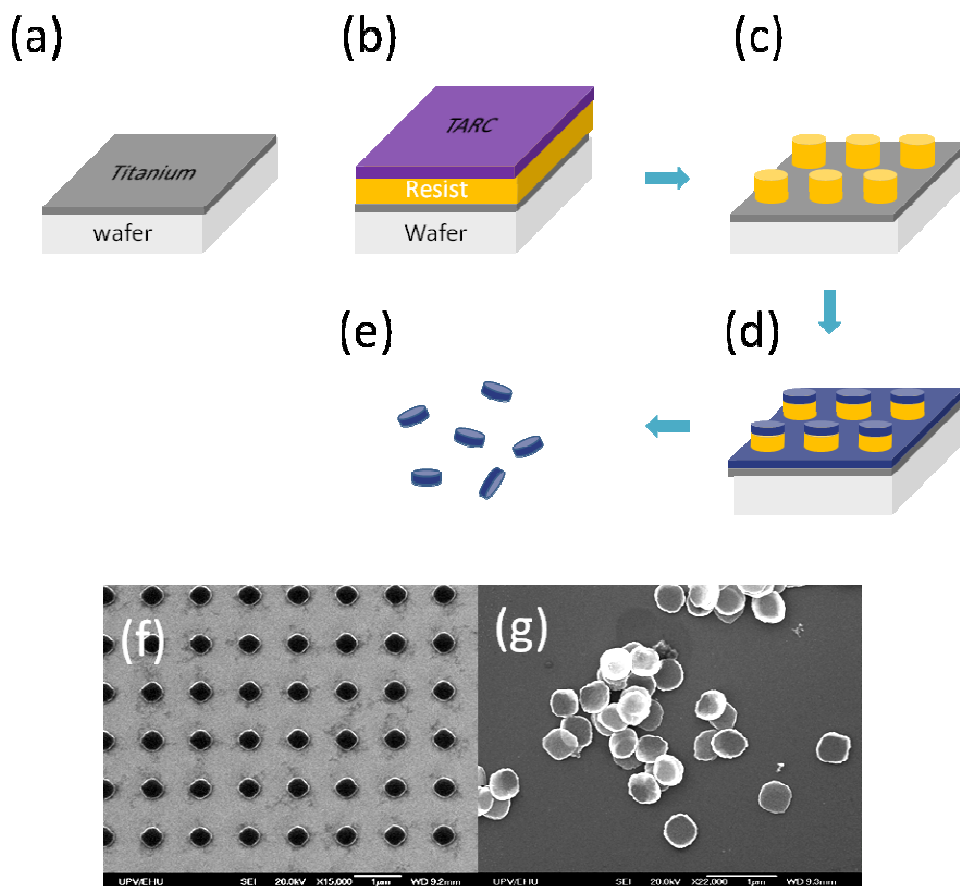 (a)
(b)
(c)
Titanium
wafer
TARC
Resist
Wafer
(e)
(d)
(f)
(g)
UPV/EHU SEI 20.0kV X15,000 1μm WD 9.2mm
UPV/EHU SEI 20.0kV X22,000 1μm WD 9.3mm